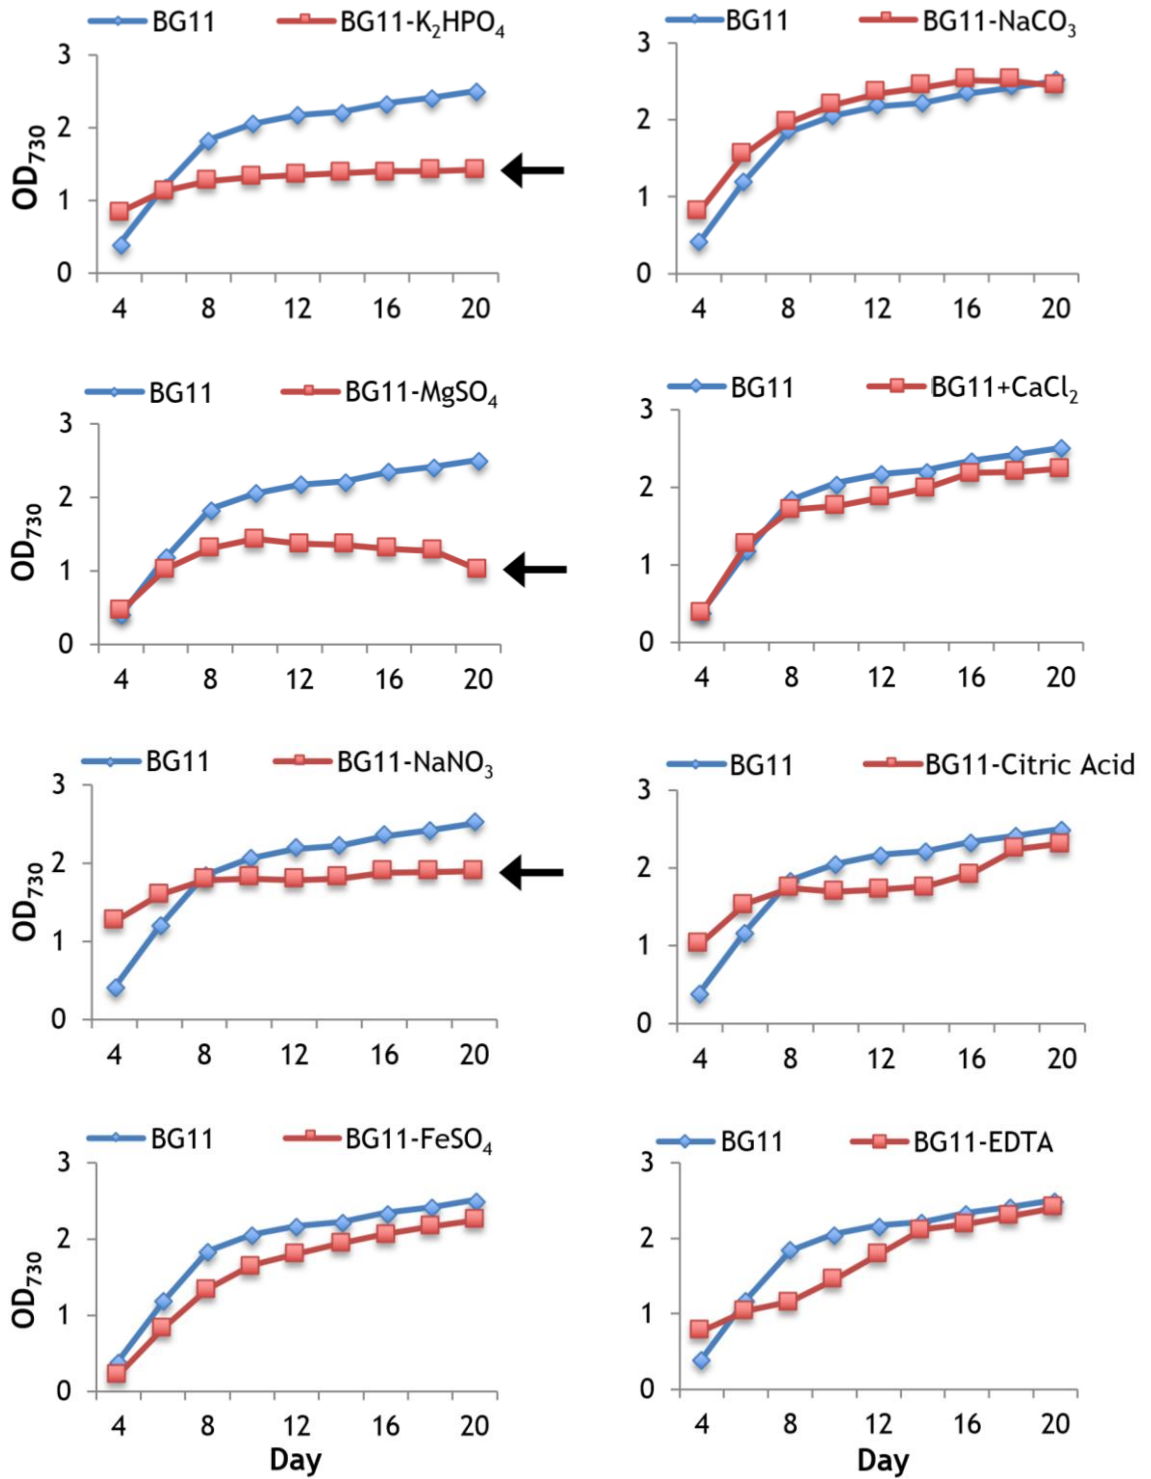 BG11 BG11-K₂HPO₄
3
2
1
0
OD₇₃₀
4 8 12 16 20
BG11 BG11-NaCO₃
3
2
1
0
4 8 12 16 20
BG11 BG11-MgSO₄
3
2
1
0
OD₇₃₀
4 8 12 16 20
BG11 BG11+CaCl₂
3
2
1
0
4 8 12 16 20
BG11 BG11-NaNO₃
3
2
1
0
OD₇₃₀
4 8 12 16 20
BG11 BG11-Citric Acid
3
2
1
0
4 8 12 16 20
BG11 BG11-FeSO₄
3
2
1
0
OD₇₃₀
4 8 12 16 20
Day
BG11 BG11-EDTA
3
2
1
0
4 8 12 16 20
Day